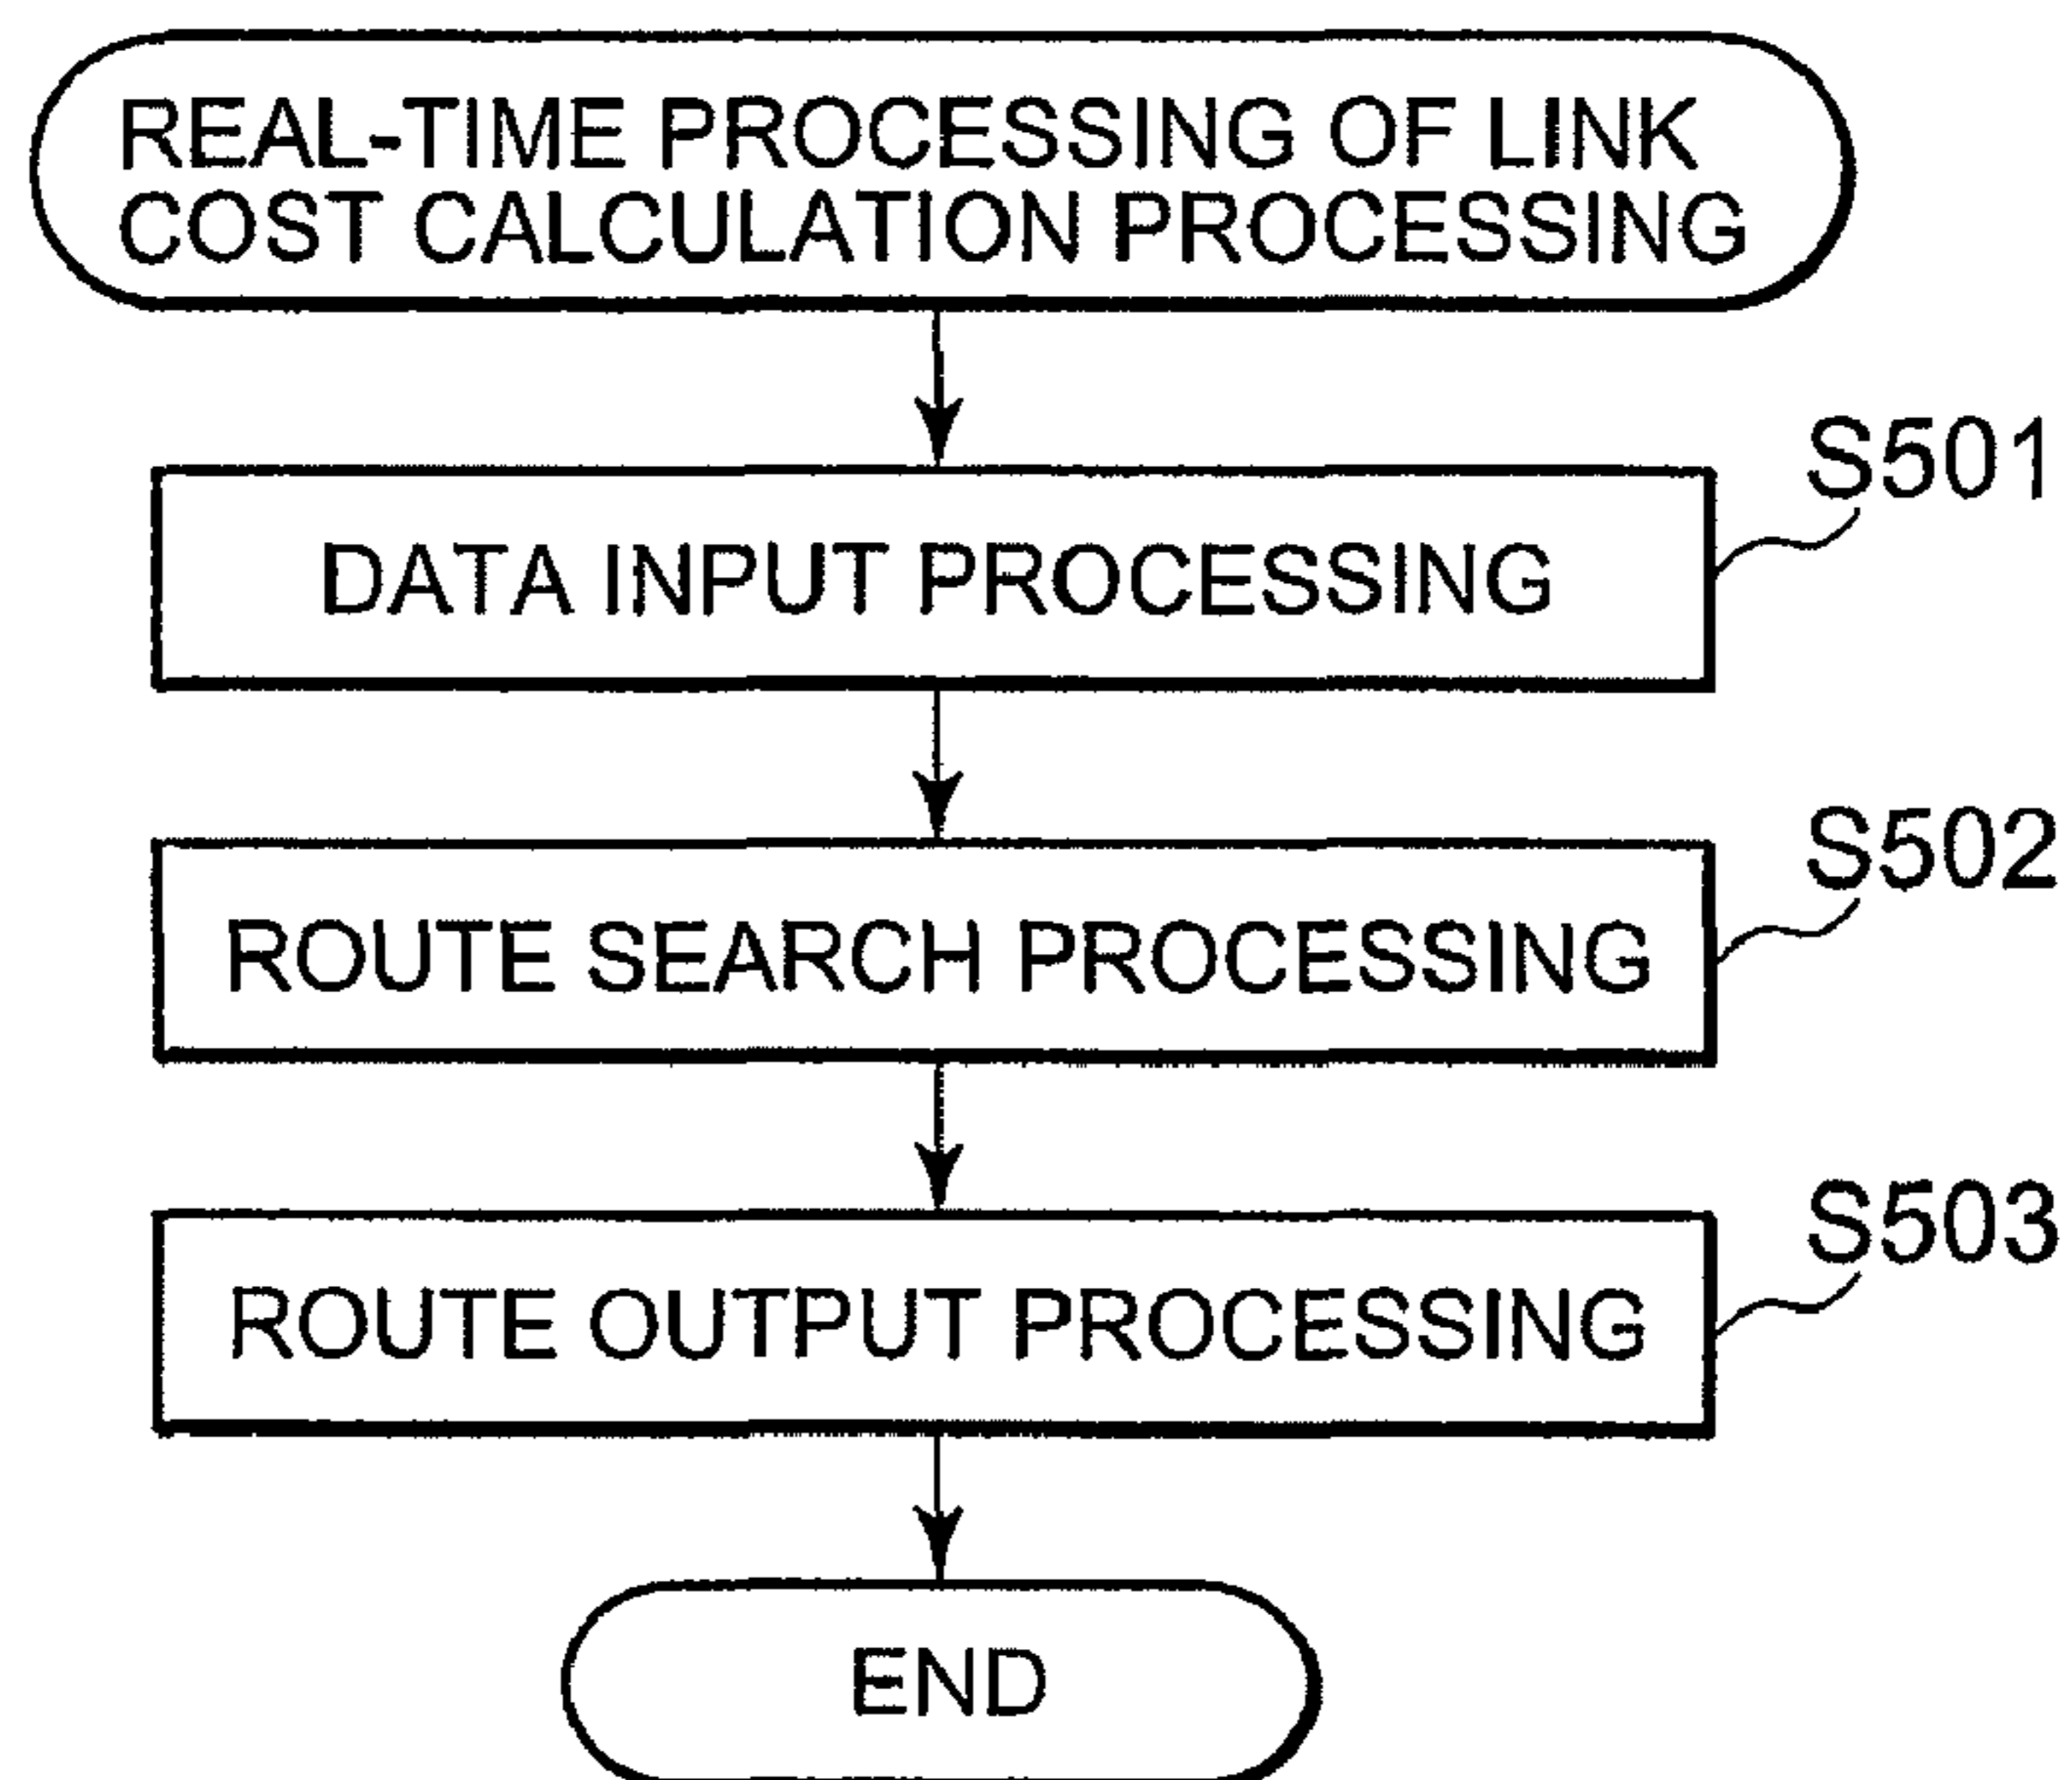 REAL-TIME PROCESSING OF LINK
COST CALCULATION PROCESSING
S501
DATA INPUT PROCESSING
S502
ROUTE SEARCH PROCESSING
S503
ROUTE OUTPUT PROCESSING
END